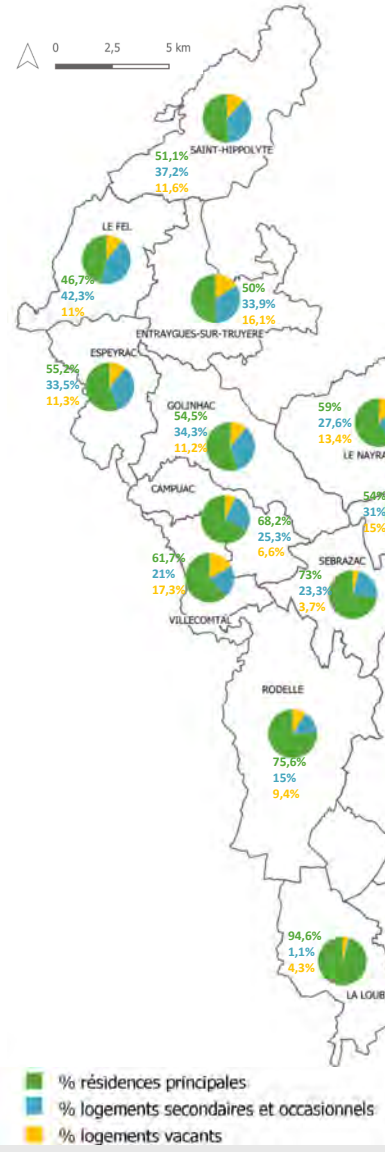 0 2,5 5 km
SAINT-HIPPOLYTE
51,1%
37,2%
11,6%
LE FEL
46,7%
42,3%
11%
50%
33,9%
16,1%
ENTRAYGUES-SUR-TRUYERE
ESPEYRAC
55,2%
33,5%
11,3%
GOLINHAC
54,5%
34,3%
11,2%
59%
27,6%
13,4%
LE NAYRA
CAMPUAC
68,2%
25,3%
6,6%
54%
31%
15%
61,7%
21%
17,3%
VILLECOMTAL
SEBRAZAC
73%
23,3%
3,7%
RODELLE
75,6%
15%
9,4%
94,6%
1,1%
4,3%
LA LOUB
% résidences principales
% logements secondaires et occasionnels
% logements vacants